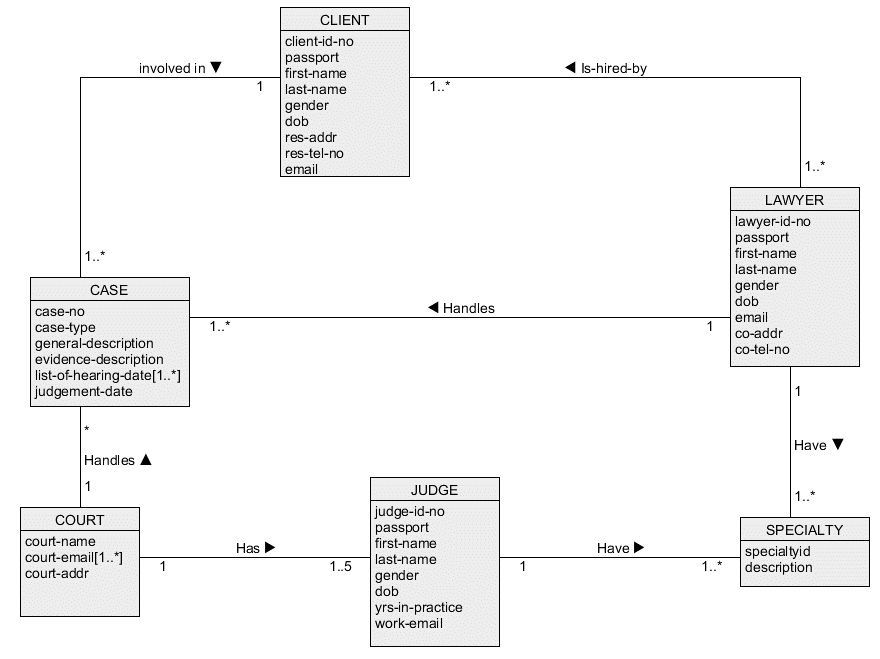 CLIENT
client-id-no
passport
first-name
last-name
gender
dob
res-addr
res-tel-no
email
involved in ▼
1
1..*
◀ Is-hired-by
1..*
1..*
LAWYER
lawyer-id-no
passport
first-name
last-name
gender
dob
email
co-addr
co-tel-no
CASE
case-no
case-type
general-description
evidence-description
list-of-hearing-date[1..*]
judgement-date
◀ Handles
1..*
1
*
Handles ▲
1
1
Have ▼
1..*
COURT
court-name
court-email[1..*]
court-addr
Has ▶
1
1..5
JUDGE
judge-id-no
passport
first-name
last-name
gender
dob
yrs-in-practice
work-email
Have ▶
1
1..*
SPECIALTY
specialtyid
description